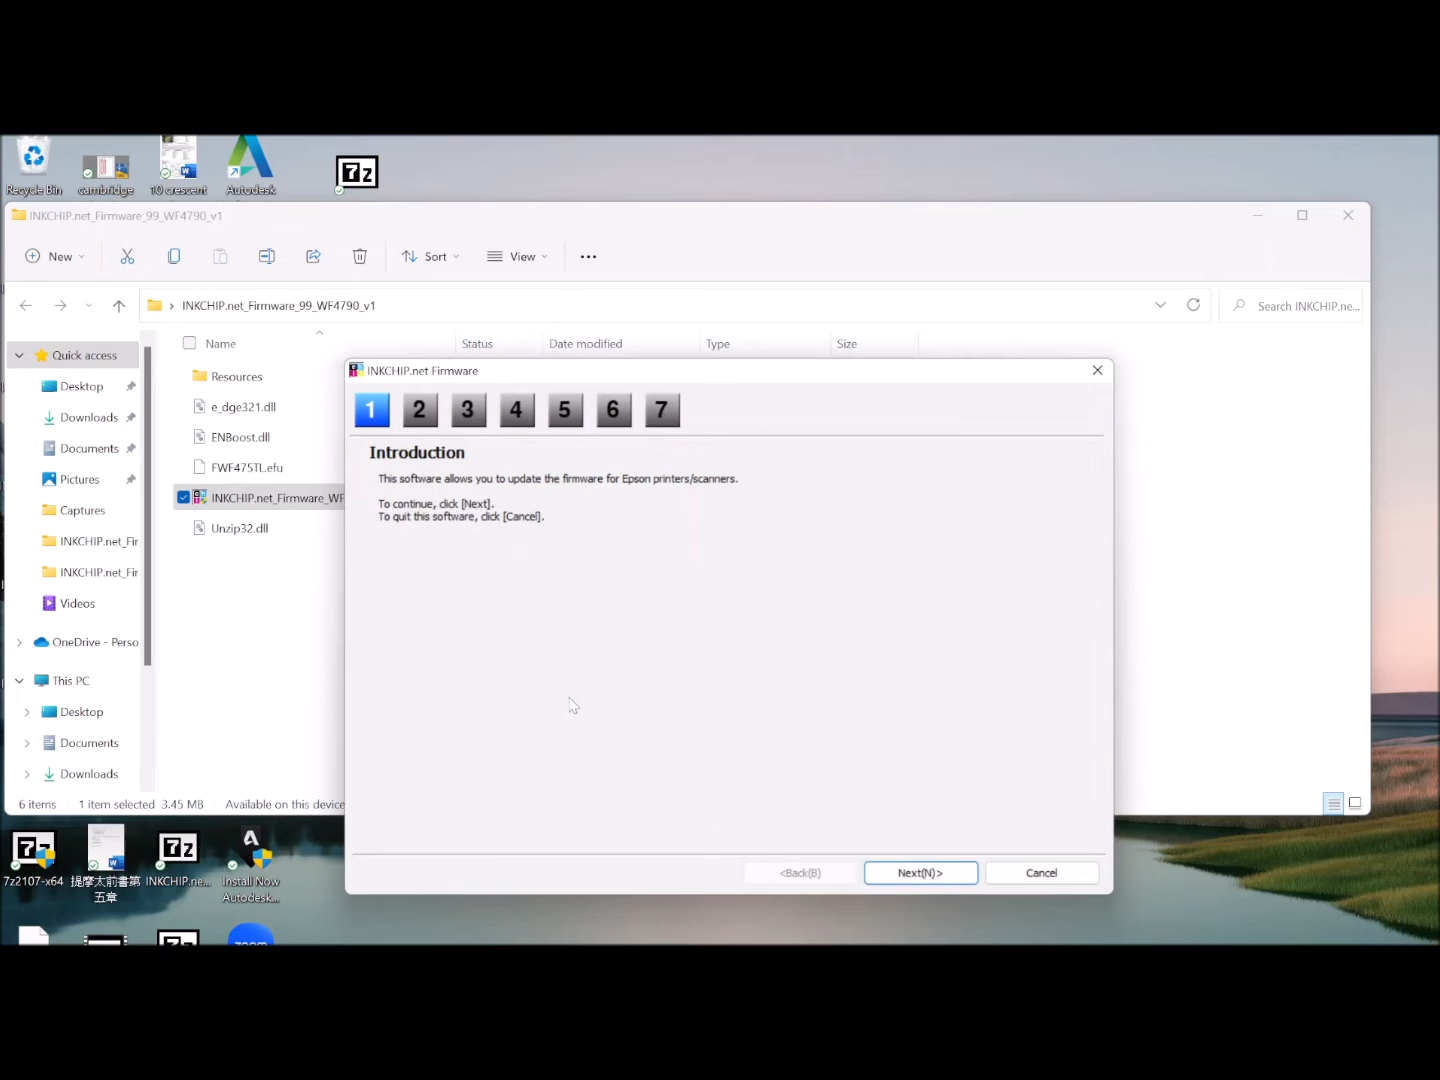 7z
Recycle Bin
cambridge
10 crescent
Autodesk
INKCHIP.net_Firmware_99_WF4790_v1
New
Sort
View
INKCHIP.net_Firmware_99_WF4790_v1
Search INKCHIP.ne...
Quick access
Desktop
Downloads
Documents
Pictures
Captures
INKCHIP.net_Fir
INKCHIP.net_Fir
Videos
OneDrive - Perso
This PC
Desktop
Documents
Downloads
Name
Status
Date modified
Type
Size
Resources
e_dge321.dll
ENBoost.dll
FWF475TL.efu
INKCHIP.net_Firmware_WF
Unzip32.dll
INKCHIP.net Firmware
1 2 3 4 5 6 7
Introduction
This software allows you to update the firmware for Epson printers/scanners.
To continue, click [Next].
To quit this software, click [Cancel].
<Back(B)
Next(N)>
Cancel
6 items
1 item selected 3.45 MB
Available on this device
7z
7z
7z2107-x64
提摩太前書第五章
INKCHIP.ne...
Install Now Autodesk...
zoom